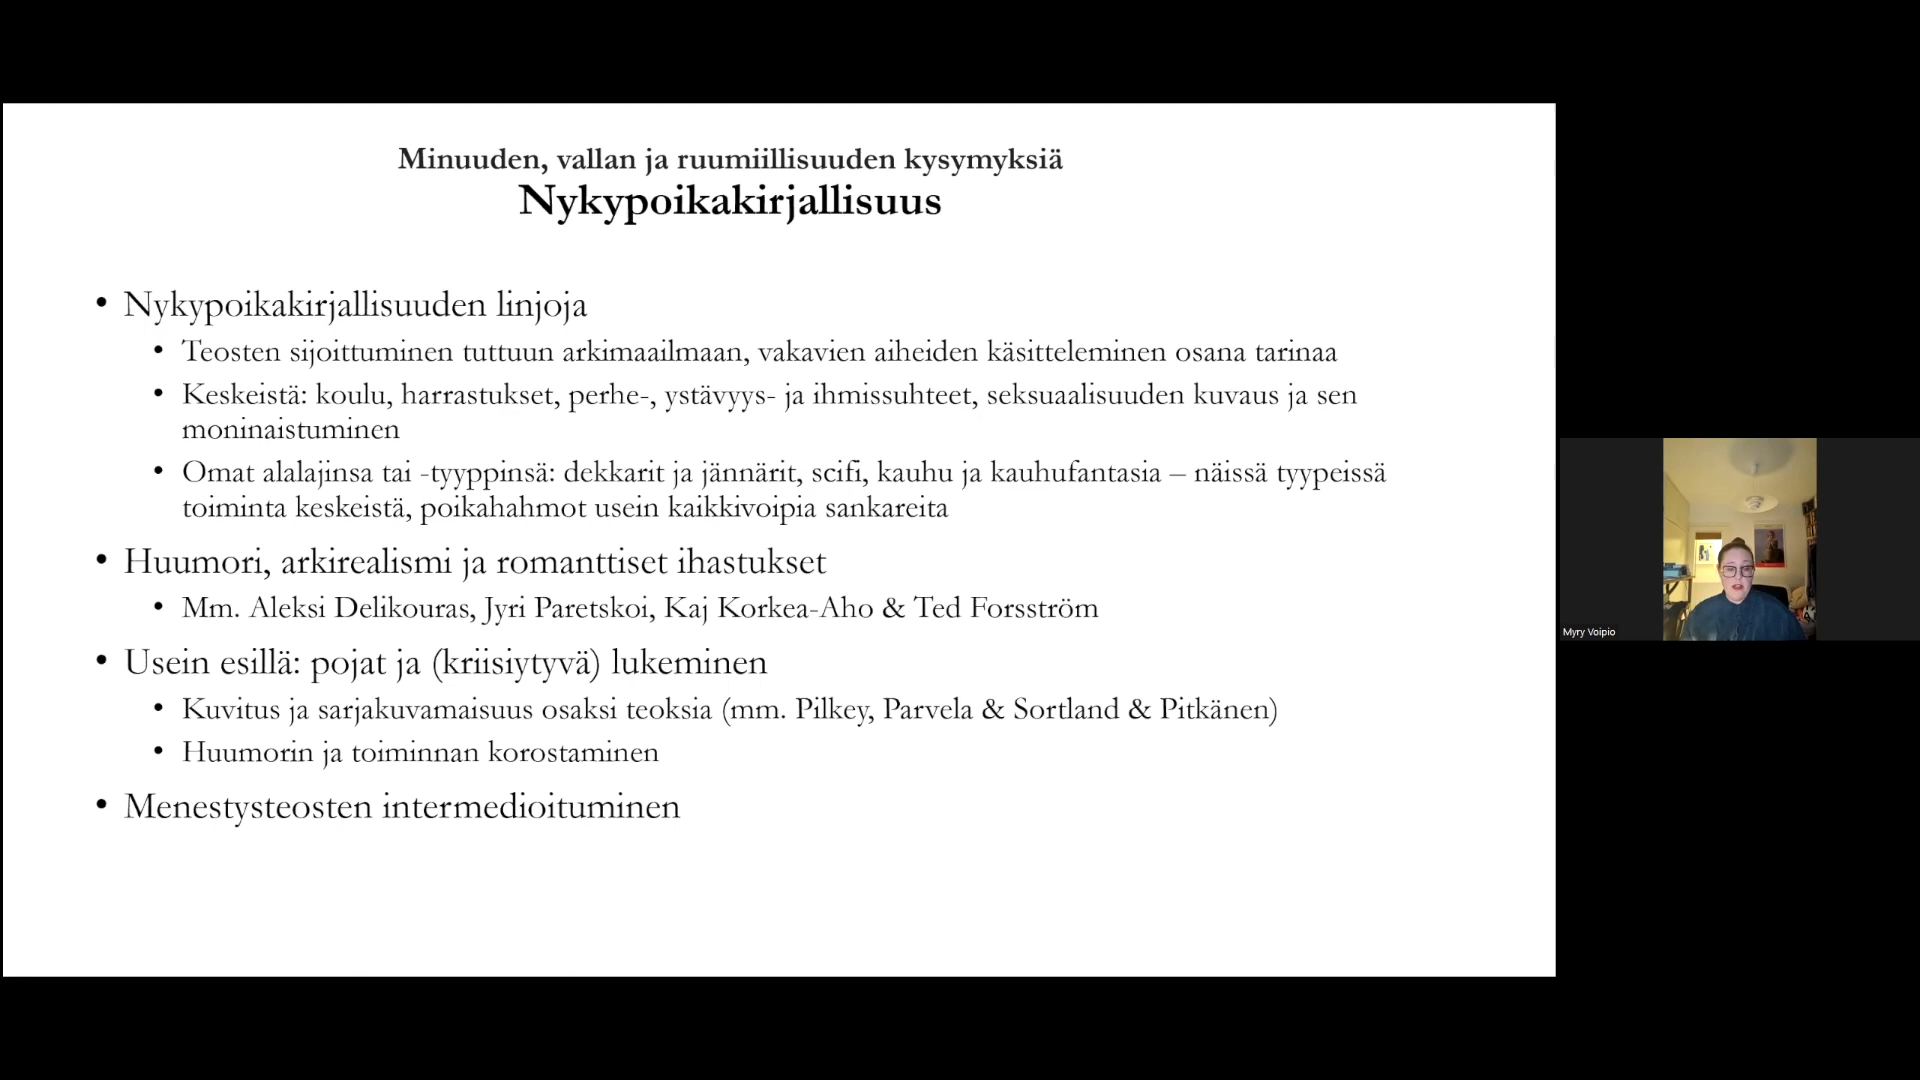 Minuuden, vallan ja ruumiillisuuden kysymyksiä
Nykypoikakirjallisuus
• Nykypoikakirjallisuuden linjoja
• Teosten sijoittuminen tuttuun arkimaailmaan, vakavien aiheiden käsitteleminen osana tarinaa
• Keskeistä: koulu, harrastukset, perhe-, ystävyys- ja ihmissuhteet, seksuaalisuuden kuvaus ja sen
moninaistuminen
• Omat alalajinsa tai -tyyppinsä: dekkarit ja jännärit, scifi, kauhu ja kauhufantasia – näissä tyypeissä
toiminta keskeistä, poikahahmot usein kaikkivoipia sankareita
• Huumori, arkirealismi ja romanttiset ihastukset
• Mm. Aleksi Delikouras, Jyri Paretskoi, Kaj Korkea-Aho & Ted Forsström
• Usein esillä: pojat ja (kriisiytyvä) lukeminen
• Kuvitus ja sarjakuvamaisuus osaksi teoksia (mm. Pilkey, Parvela & Sortland & Pitkänen)
• Huumorin ja toiminnan korostaminen
• Menestysteosten intermedioituminen
Myry Voipio